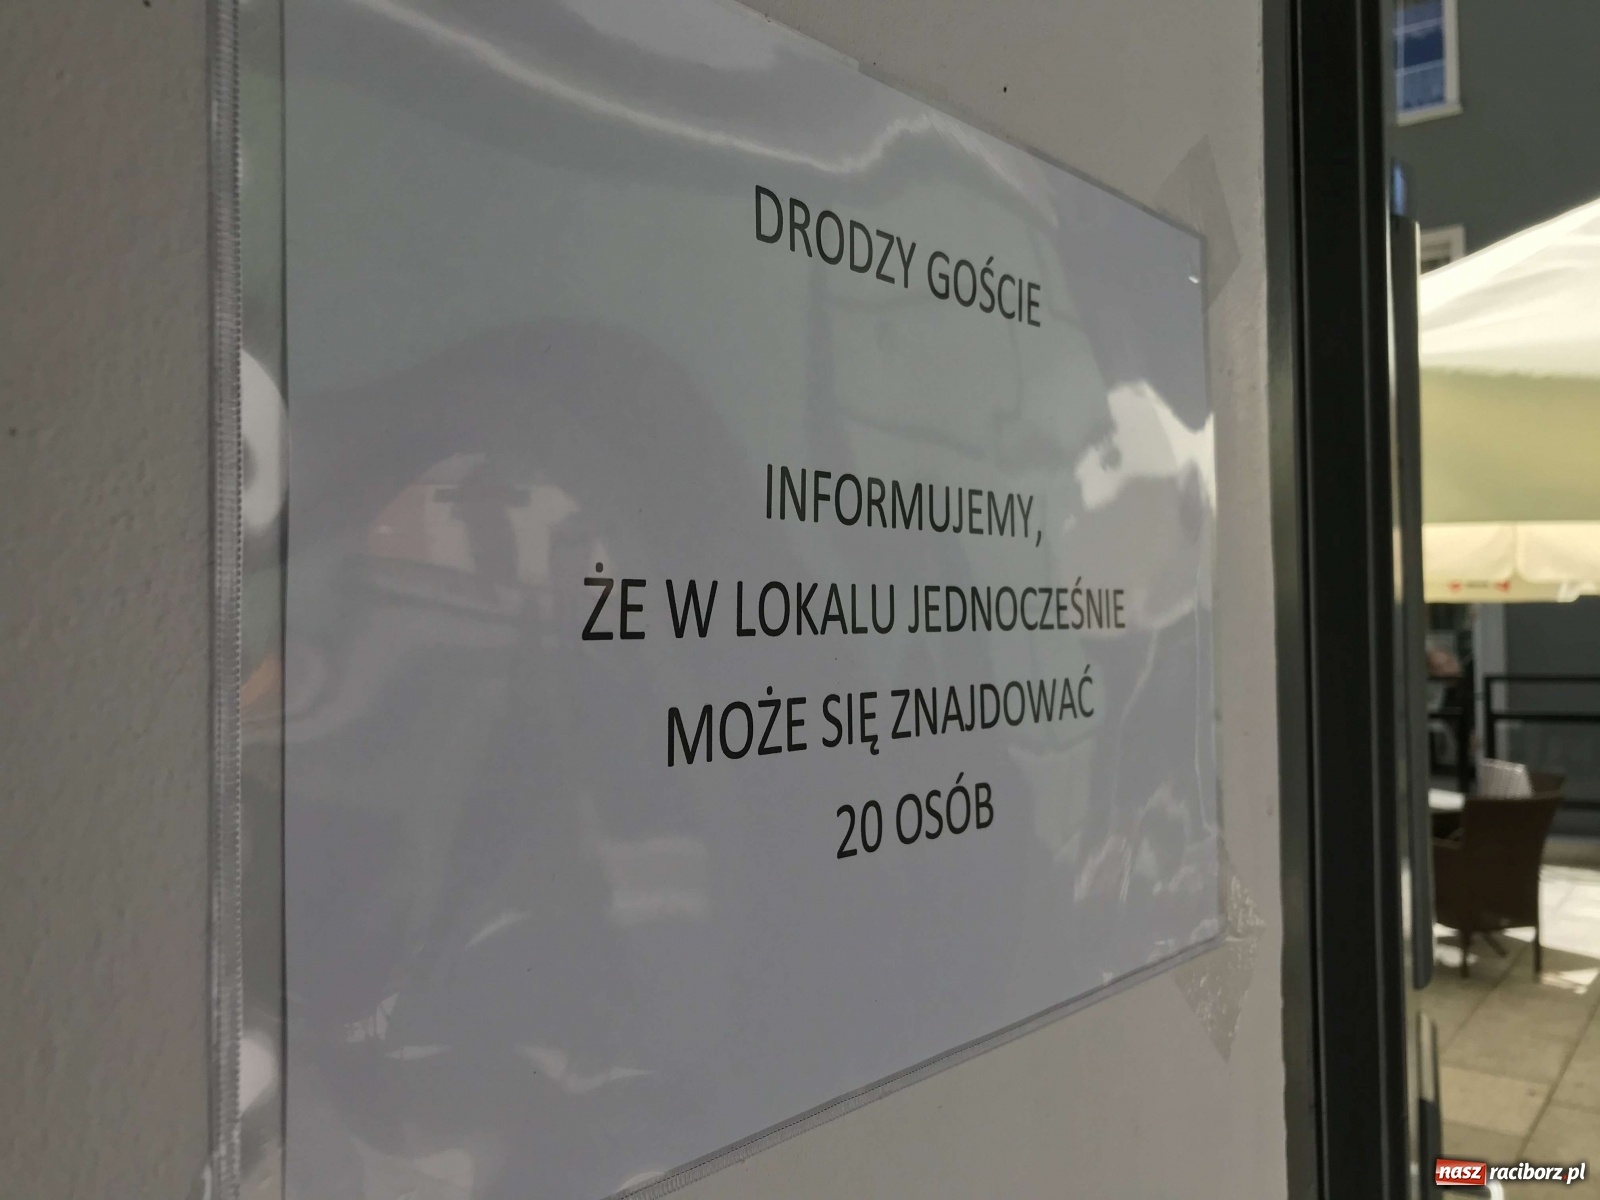 DRODZY GOŚCIE
INFORMUJEMY,
ŻE W LOKALU JEDNOCZEŚNIE
MOŻE SIĘ ZNAJDOWAĆ
20 OSÓB
nasz raciborz.pl